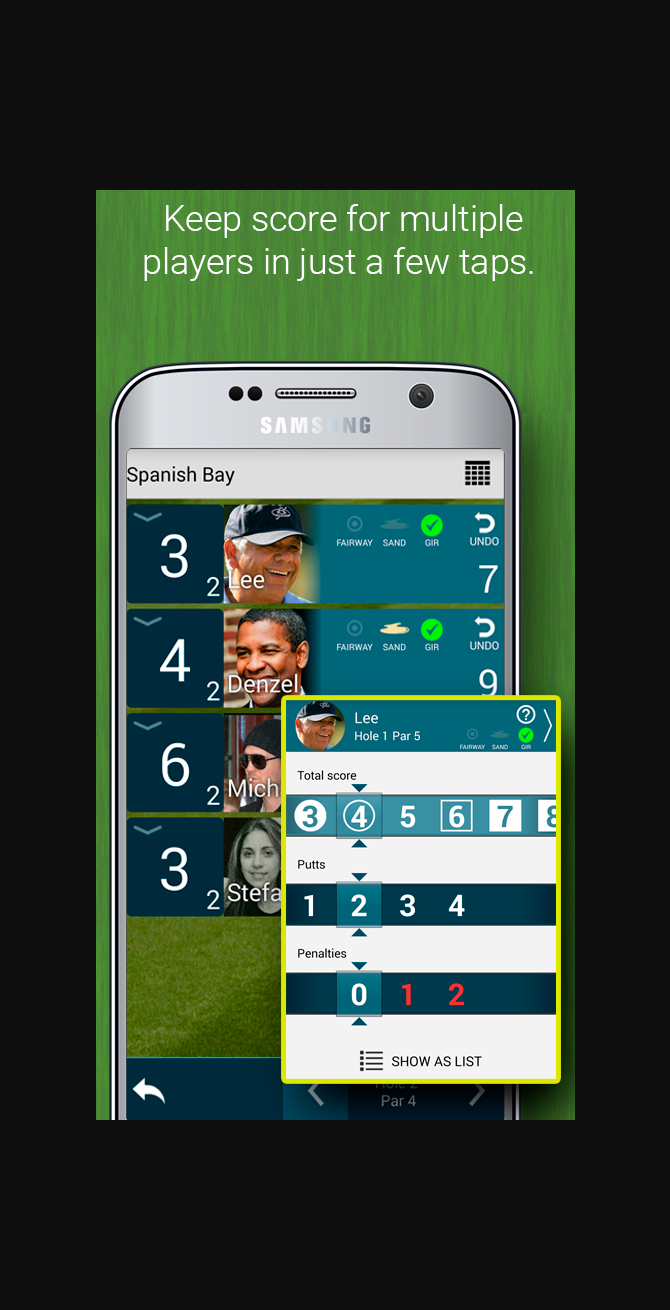 Keep score for multiple
players in just a few taps.
SAMSUNG
Spanish Bay
3
2
Lee
FAIRWAY SAND GIR
UNDO
7
4
2
Denzel
FAIRWAY SAND GIR
UNDO
9
6
2
Mich
3
2
Stefa
Lee
Hole 1 Par 5
FAIRWAY SAND GIR
Total score
3 4 5 6 7 8
Putts
1 2 3 4
Penalties
0 1 2
SHOW AS LIST
Hole 2
Par 4